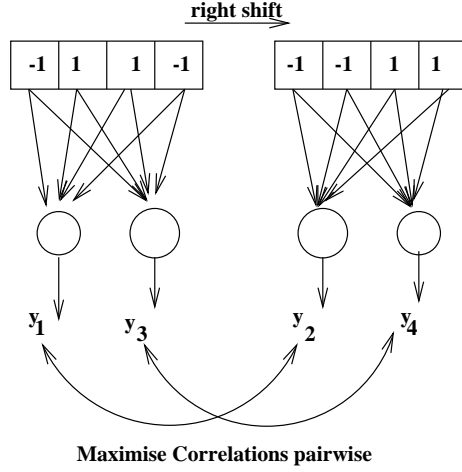 right shift
-1 1 1 -1 -1 -1 1 1
y1 y3 y2 y4
Maximise Correlations pairwise